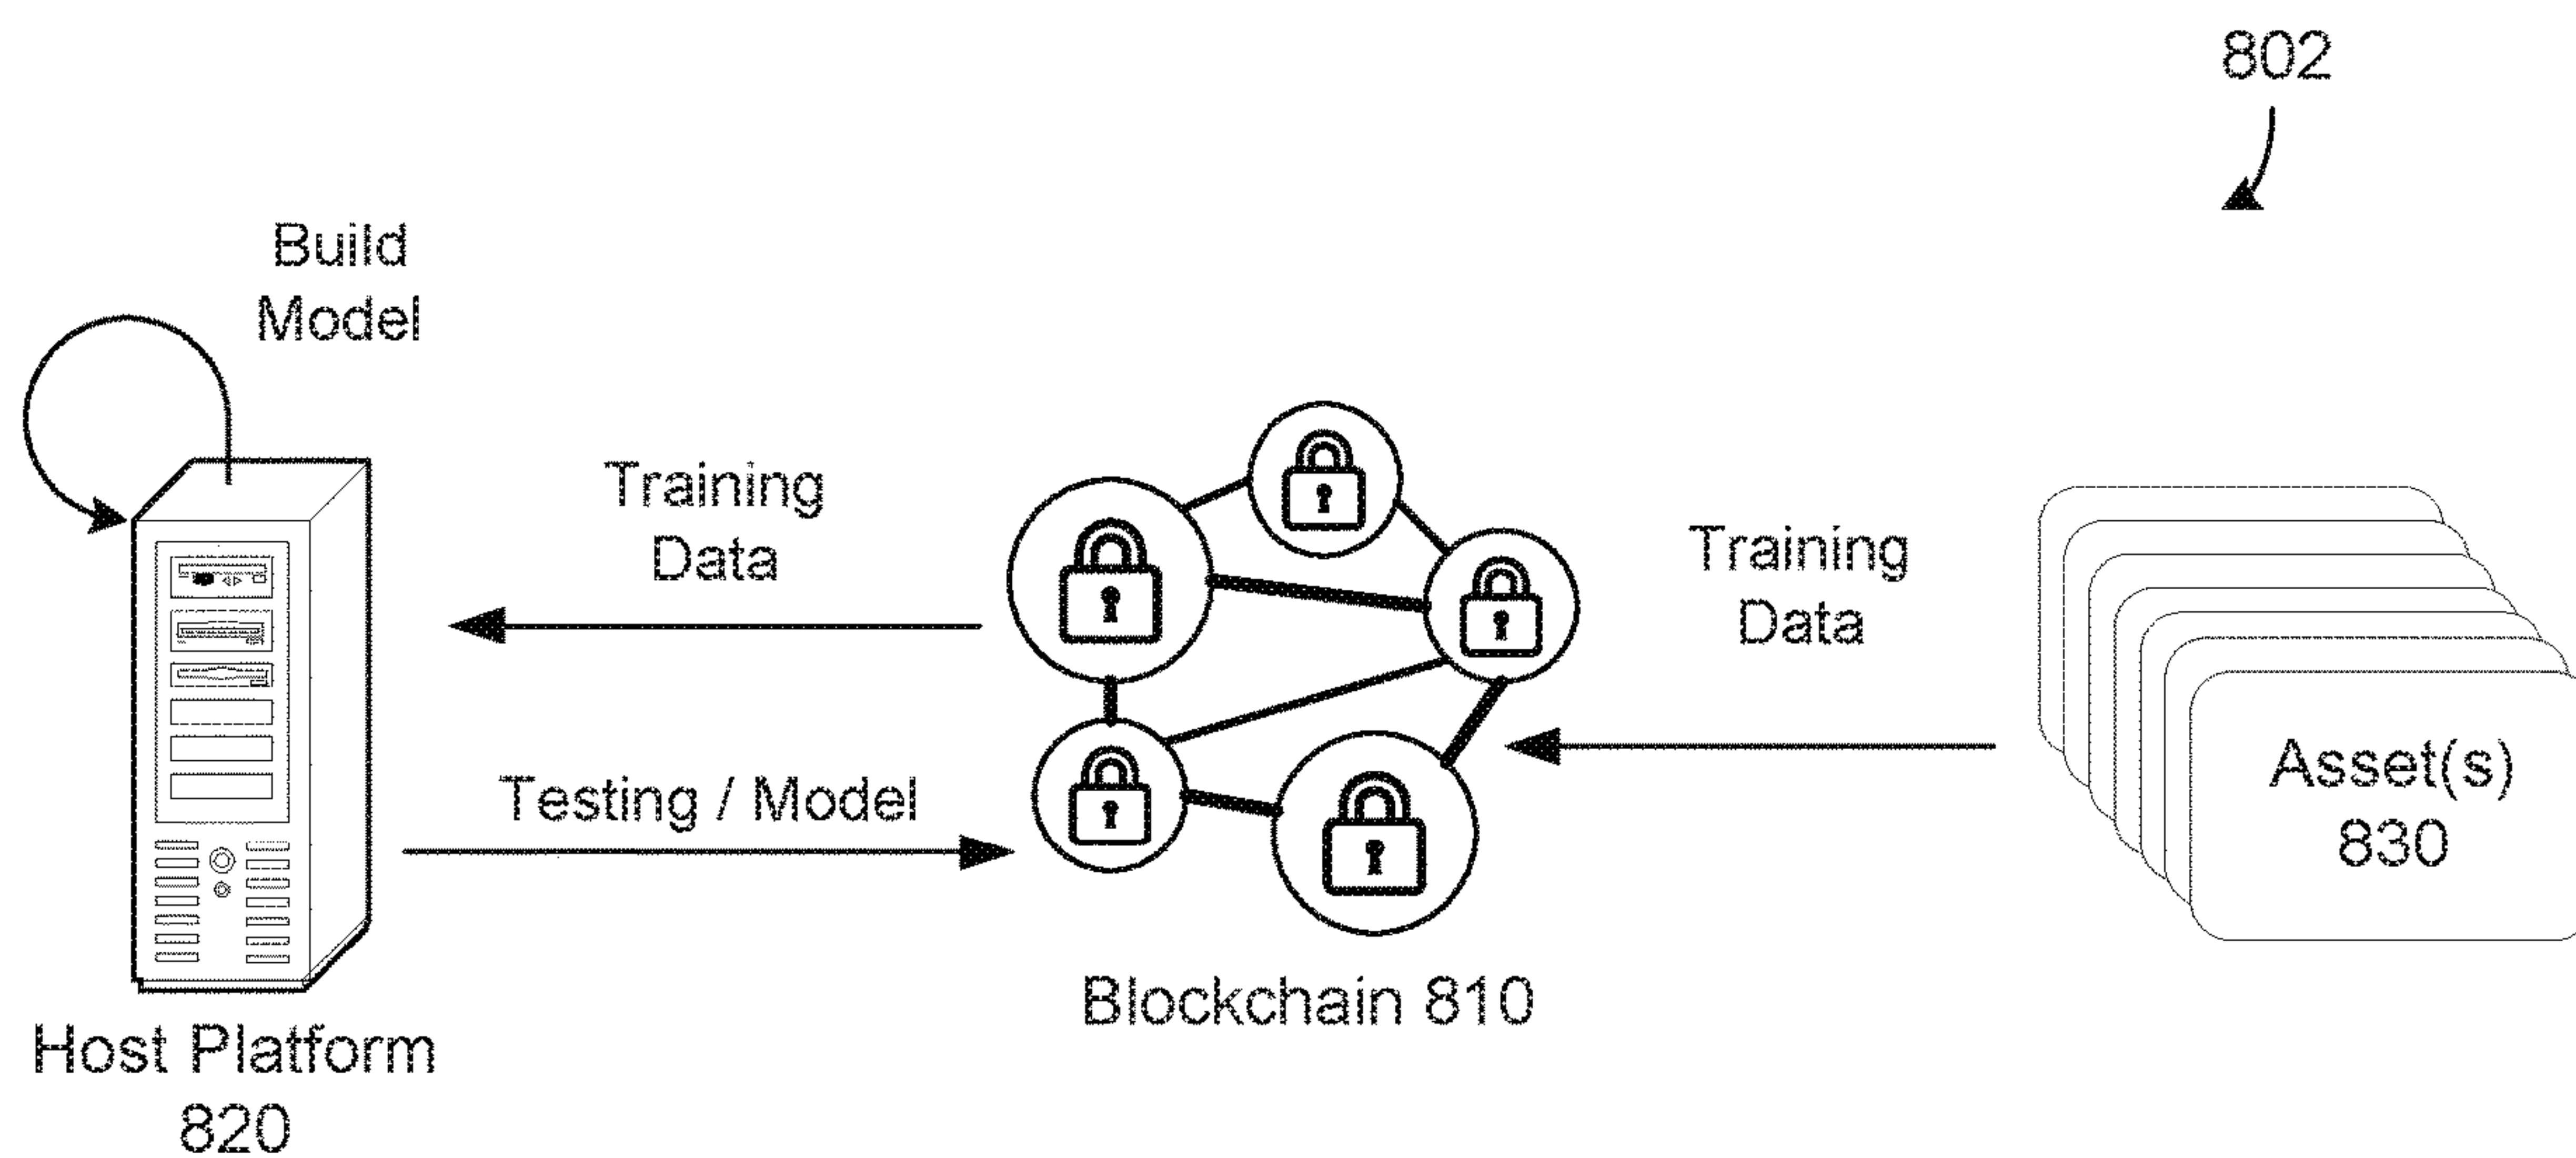 802
Build
Model
Training
Data
Training
Data
Testing / Model
Asset(s)
830
Blockchain 810
Host Platform
820